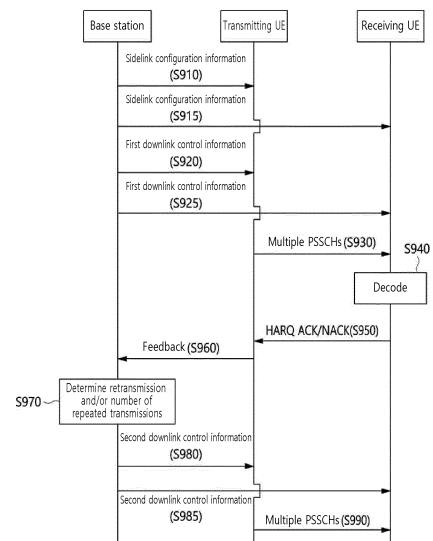 Base station
Transmitting UE
Receiving UE
Sidelink configuration information
(S910)
Sidelink configuration information
(S915)
First downlink control information
(S920)
First downlink control information
(S925)
Multiple PSSCHs (S930)
S940
Decode
HARQ ACK/NACK(S950)
Feedback (S960)
S970
Determine retransmission
and/or number of
repeated transmissions
Second downlink control information
(S980)
Second downlink control information
(S985)
Multiple PSSCHs (S990)